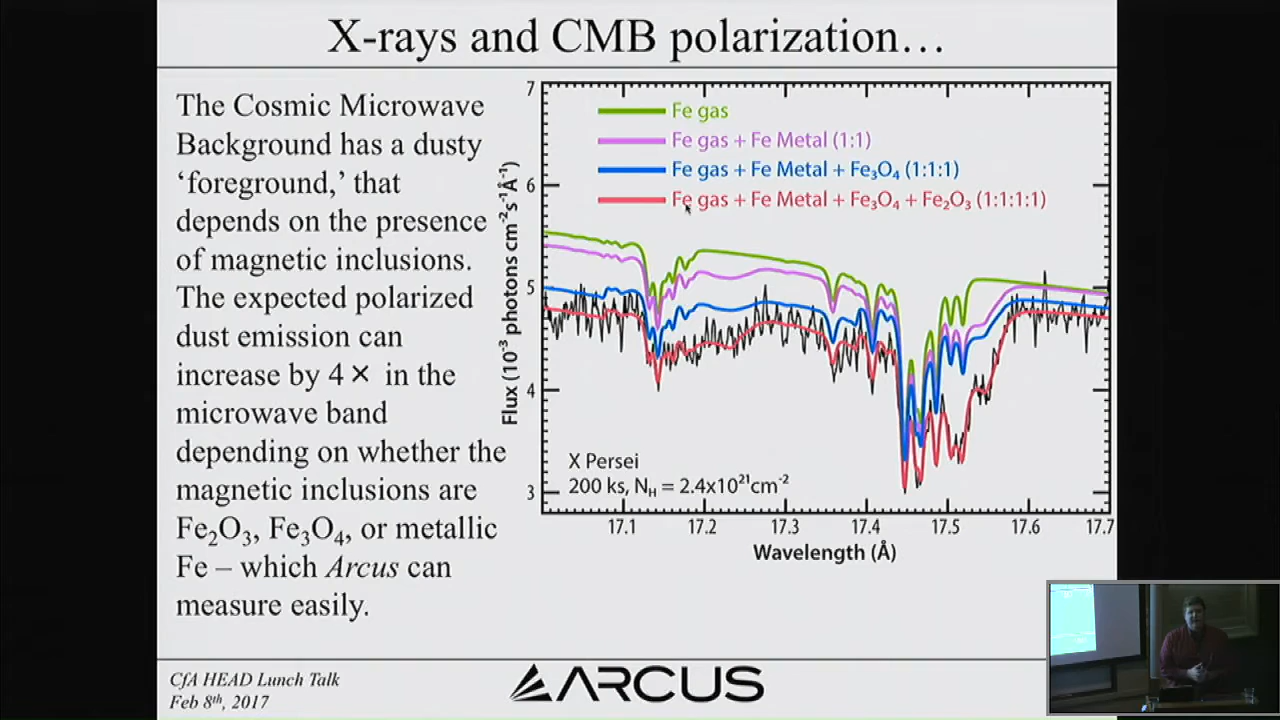 X-rays and CMB polarization…
The Cosmic Microwave
Background has a dusty
‘foreground,’ that
depends on the presence
of magnetic inclusions.
The expected polarized
dust emission can
increase by 4× in the
microwave band
depending on whether the
magnetic inclusions are
Fe₂O₃, Fe₃O₄, or metallic
Fe – which Arcus can
measure easily.
Fe gas
Fe gas + Fe Metal (1:1)
Fe gas + Fe Metal + Fe₃O₄ (1:1:1)
Fe gas + Fe Metal + Fe₃O₄ + Fe₂O₃ (1:1:1:1)
Flux (10⁻³ photons cm⁻²s⁻¹Å⁻¹)
7
6
5
4
3
X Persei
200 ks, N_H = 2.4x10²¹cm⁻²
17.1 17.2 17.3 17.4 17.5 17.6 17.7
Wavelength (Å)
CfA HEAD Lunch Talk
Feb 8th, 2017
ARCUS